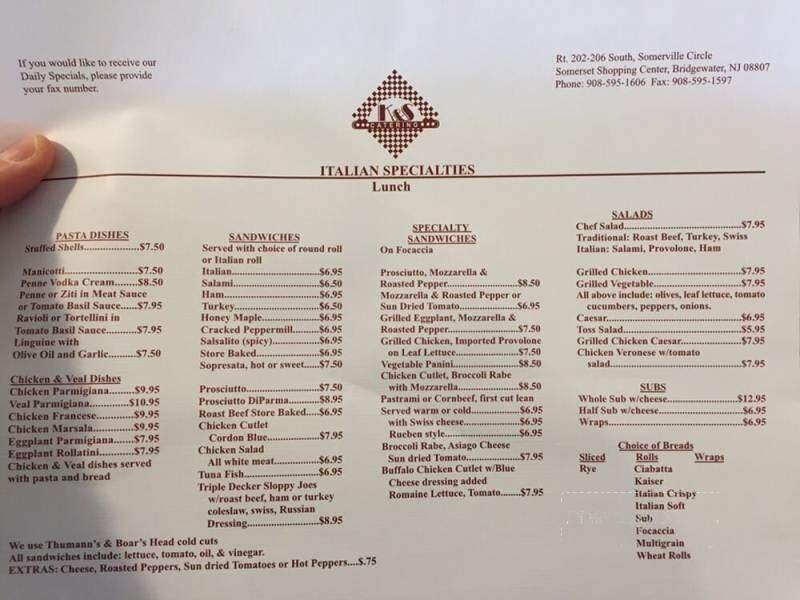 If you would like to receive our
Daily Specials, please provide
your fax number.
Rt. 202-206 South, Somerville Circle
Somerset Shopping Center, Bridgewater, NJ 08807
Phone: 908-595-1606 Fax: 908-595-1597
K&S
CATERING
ITALIAN SPECIALTIES
Lunch
PASTA DISHES
Stuffed Shells......................$7.50
Manicotti............................$7.50
Penne Vodka Cream........$8.50
Penne or Ziti in Meat Sauce
or Tomato Basil Sauce......$7.95
Ravioli or Tortellini in
Tomato Basil Sauce..........$7.95
Linguine with
Olive Oil and Garlic..........$7.50
Chicken & Veal Dishes
Chicken Parmigiana........$9.95
Veal Parmigiana.............$10.95
Chicken Francese.............$9.95
Chicken Marsala..............$9.95
Eggplant Parmigiana.......$7.95
Eggplant Rollatini............$7.95
Chicken & Veal dishes served
with pasta and bread
SANDWICHES
Served with choice of round roll
or Italian roll
Italian..............................$6.95
Salami..............................$6.50
Ham.................................$6.95
Turkey.............................$6.50
Honey Maple...................$6.95
Cracked Peppermill.........$6.95
Salsalito (spicy)................$6.95
Store Baked.....................$6.95
Sopresata, hot or sweet....$7.50
Prosciutto........................$7.50
Prosciutto DiParma.........$8.95
Roast Beef Store Baked....$6.95
Chicken Cutlet
Cordon Blue....................$7.95
Chicken Salad
All white meat.................$6.95
Tuna Fish.........................$6.95
Triple Decker Sloppy Joes
w/roast beef, ham or turkey
coleslaw, swiss, Russian
Dressing..........................$8.95
SPECIALTY
SANDWICHES
On Focaccia
Prosciutto, Mozzarella &
Roasted Pepper.........................$8.50
Mozzarella & Roasted Pepper or
Sun Dried Tomato.....................$6.95
Grilled Eggplant, Mozzarella &
Roasted Pepper.........................$7.50
Grilled Chicken, Imported Provolone
on Leaf Lettuce........................$7.50
Vegetable Panini.......................$8.50
Chicken Cutlet, Broccoli Rabe
with Mozzarella.......................$8.50
Pastrami or Cornbeef, first cut lean
Served warm or cold.................$6.95
with Swiss cheese.....................$6.95
Rueben style.............................$6.95
Broccoli Rabe, Asiago Cheese
Sun dried Tomato.....................$7.95
Buffalo Chicken Cutlet w/Blue
Cheese dressing added
Romaine Lettuce, Tomato........$7.95
SALADS
Chef Salad....................................$7.95
Traditional: Roast Beef, Turkey, Swiss
Italian: Salami, Provolone, Ham
Grilled Chicken............................$7.95
Grilled Vegetable..........................$7.95
All above include: olives, leaf lettuce, tomato
cucumbers, peppers, onions.
Caesar...........................................$6.95
Toss Salad.....................................$5.95
Grilled Chicken Caesar................$7.95
Chicken Veronese w/tomato
salad............................................$7.95
SUBS
Whole Sub w/cheese.....................$12.95
Half Sub w/cheese........................$6.95
Wraps...........................................$6.95
Choice of Breads
Sliced Rolls Wraps
Rye Ciabatta
Kaiser
Italian Crispy
Italian Soft
Sub
Focaccia
Multigrain
Wheat Rolls
We use Thumann's & Boar's Head cold cuts
All sandwiches include: lettuce, tomato, oil, & vinegar.
EXTRAS: Cheese, Roasted Peppers, Sun dried Tomatoes or Hot Peppers....$.75